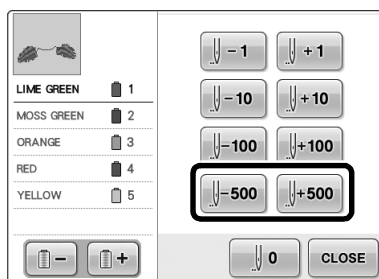 LIME GREEN 1
MOSS GREEN 2
ORANGE 3
RED 4
YELLOW 5
- +
-1 +1
-10 +10
-100 +100
-500 +500
0 CLOSE